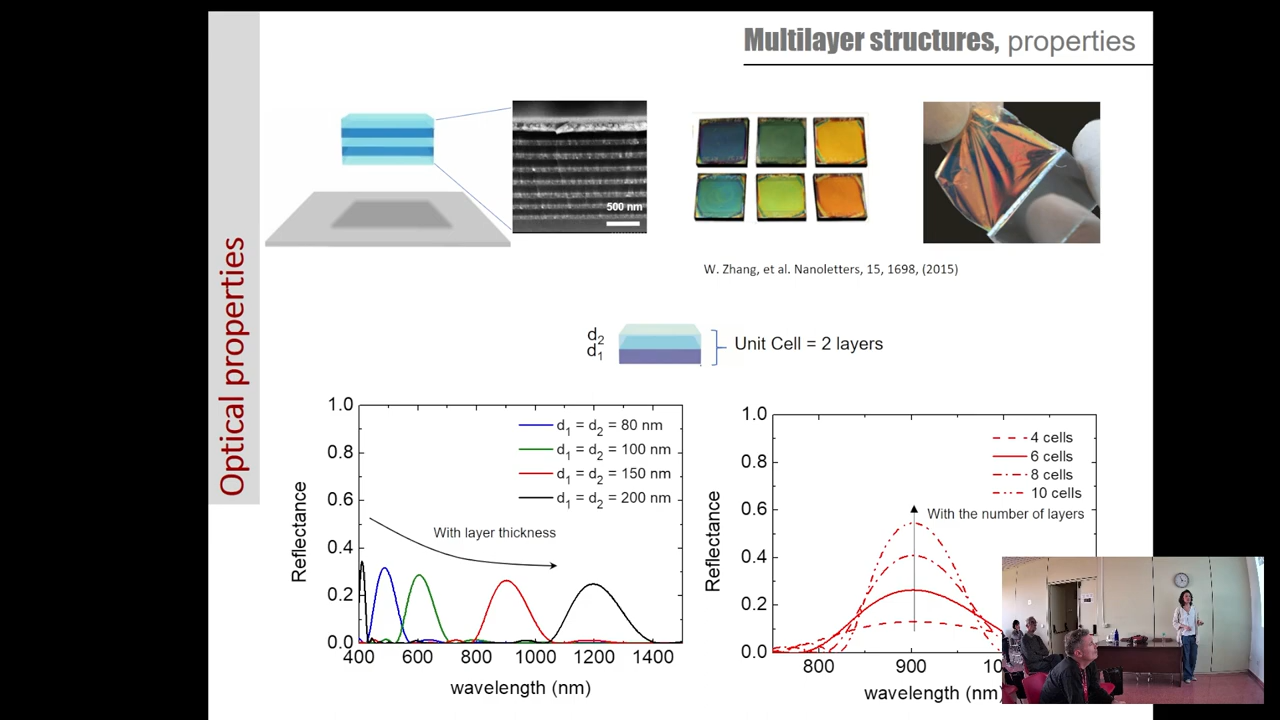 Multilayer structures, properties
Optical properties
500 nm
W. Zhang, et al. Nanoletters, 15, 1698, (2015)
d2
d1
Unit Cell = 2 layers
1.0
0.8
0.6
0.4
0.2
0.0
Reflectance
d1 = d2 = 80 nm
d1 = d2 = 100 nm
d1 = d2 = 150 nm
d1 = d2 = 200 nm
With layer thickness
400 600 800 1000 1200 1400
wavelength (nm)
1.0
0.8
0.6
0.4
0.2
0.0
Reflectance
4 cells
6 cells
8 cells
10 cells
With the number of layers
800 900
wavelength (nm